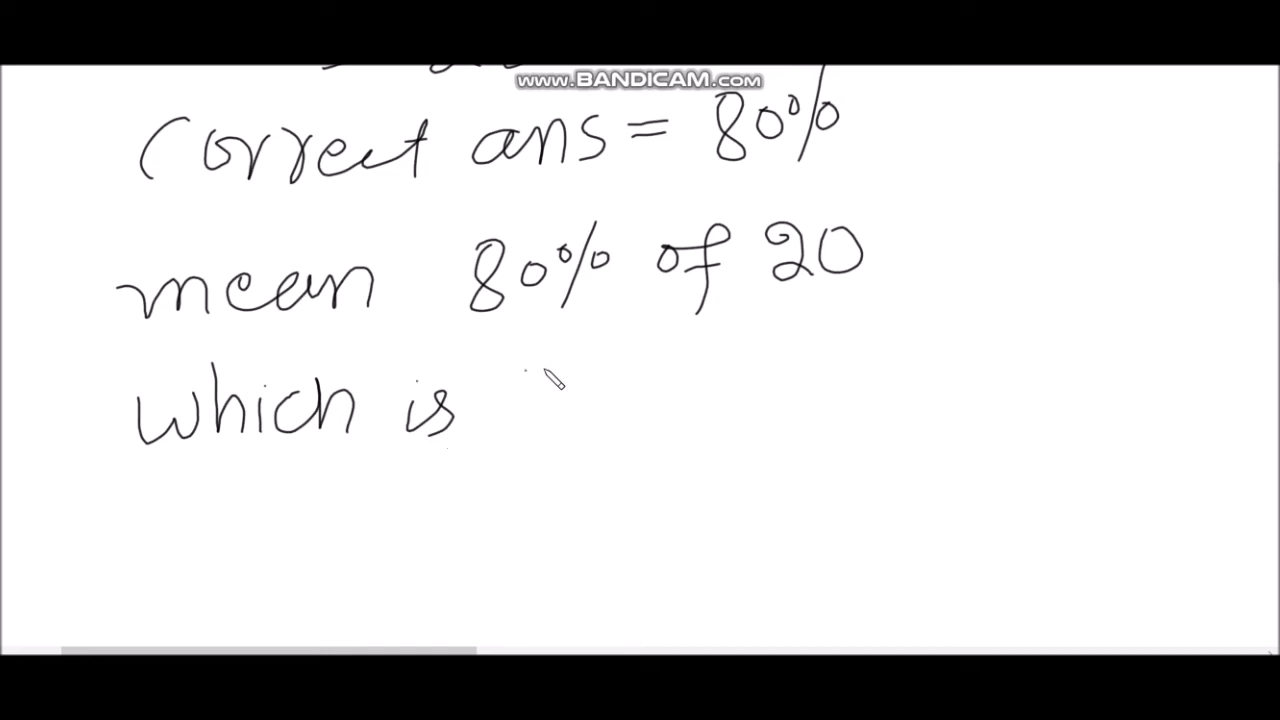 www.BANDICAM.com
Correct ans = 80%
mean 80% of 20
which is